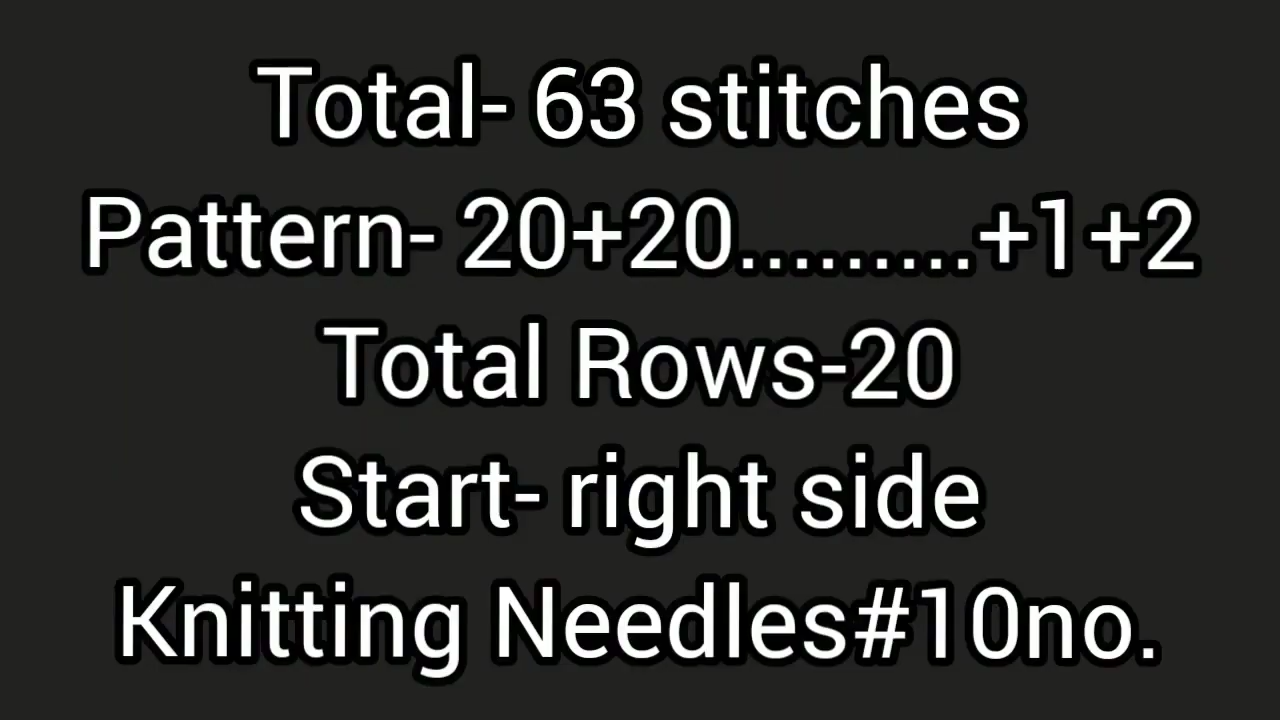 Total- 63 stitches
Pattern- 20+20.........+1+2
Total Rows-20
Start- right side
Knitting Needles#10no.